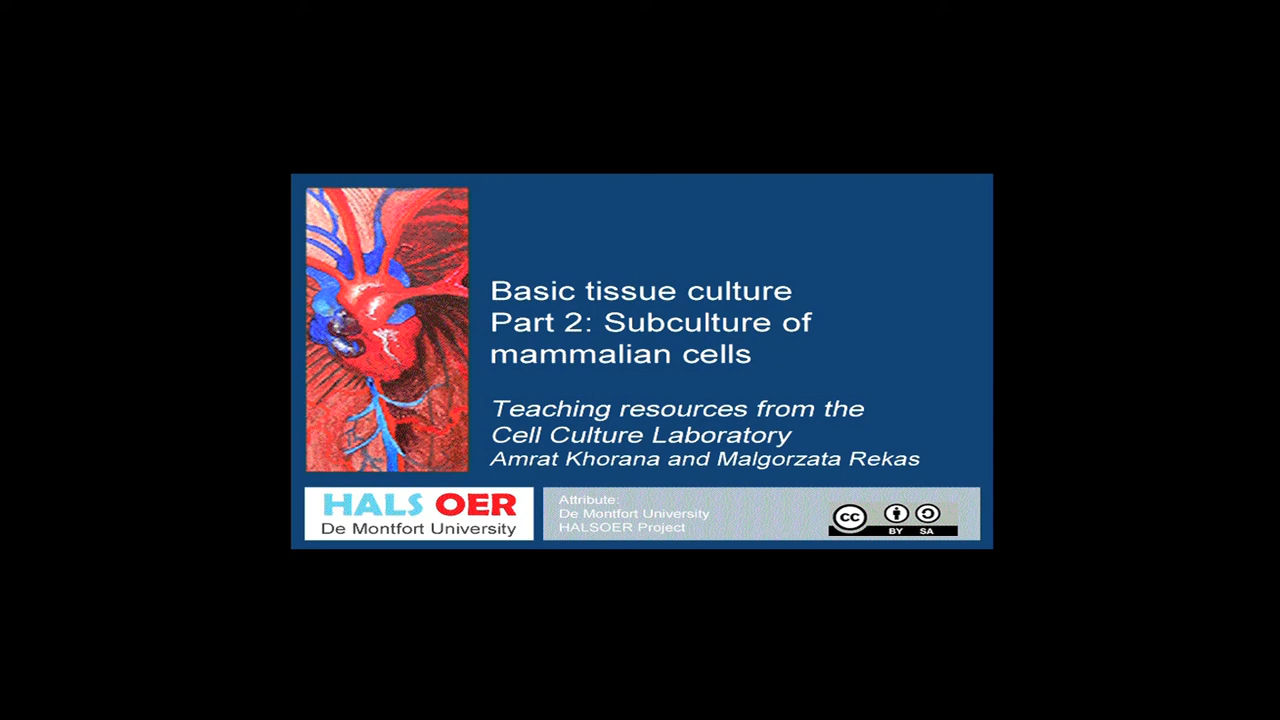 Basic tissue culture
Part 2: Subculture of
mammalian cells
Teaching resources from the
Cell Culture Laboratory
Amrat Khorana and Malgorzata Rekas
HALS OER
De Montfort University
Attribute:
De Montfort University
HALSOER Project
cc
BY SA